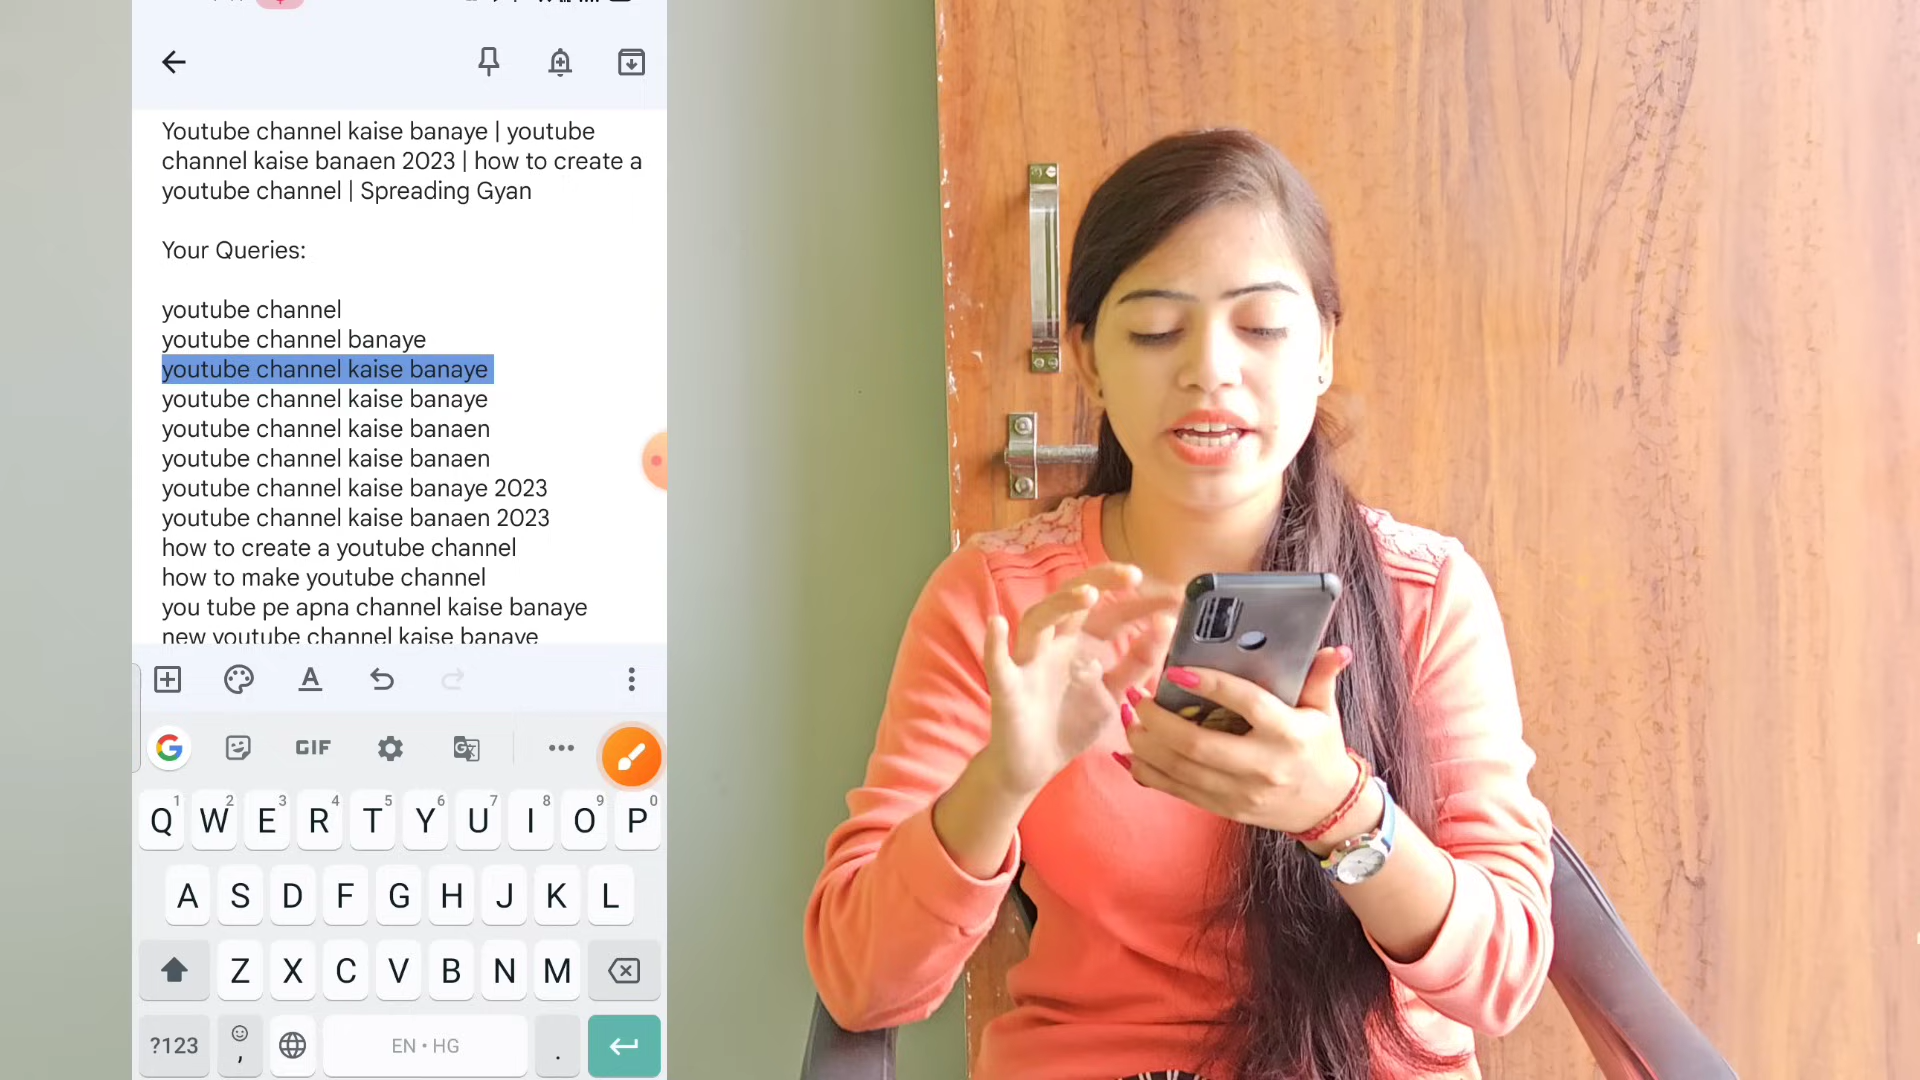 Youtube channel kaise banaye | youtube
channel kaise banaen 2023 | how to create a
youtube channel | Spreading Gyan
Your Queries:
youtube channel
youtube channel banaye
youtube channel kaise banaye
youtube channel kaise banaye
youtube channel kaise banaen
youtube channel kaise banaen
youtube channel kaise banaye 2023
youtube channel kaise banaen 2023
how to create a youtube channel
how to make youtube channel
you tube pe apna channel kaise banaye
new youtube channel kaise banaye
G GIF G
1 2 3 4 5 6 7 8 9 0
Q W E R T Y U I O P
A S D F G H J K L
Z X C V B N M
?123 , EN • HG .